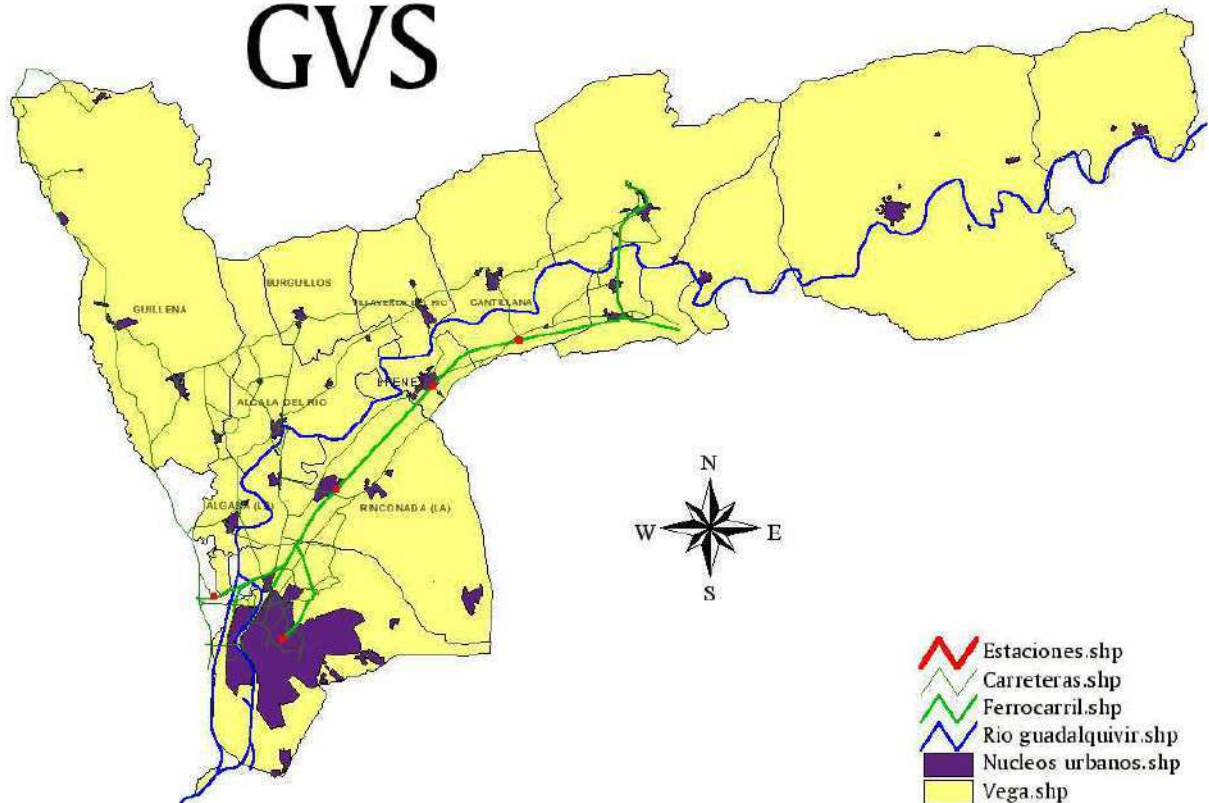 GVS
GUILLENA
BURGUILLOS
CANTILLANA
ALCALA DEL RIO
RINCONADA (LA)
N
W E
S
Estaciones.shp
Carreteras.shp
Ferrocarril.shp
Rio guadalquivir.shp
Nucleos urbanos.shp
Vega.shp